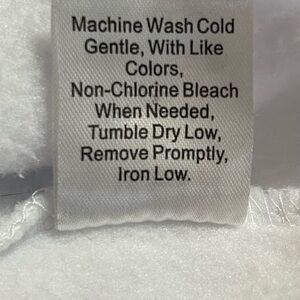 Machine Wash Cold
Gentle, With Like
Colors,
Non-Chlorine Bleach
When Needed,
Tumble Dry Low,
Remove Promptly,
Iron Low.